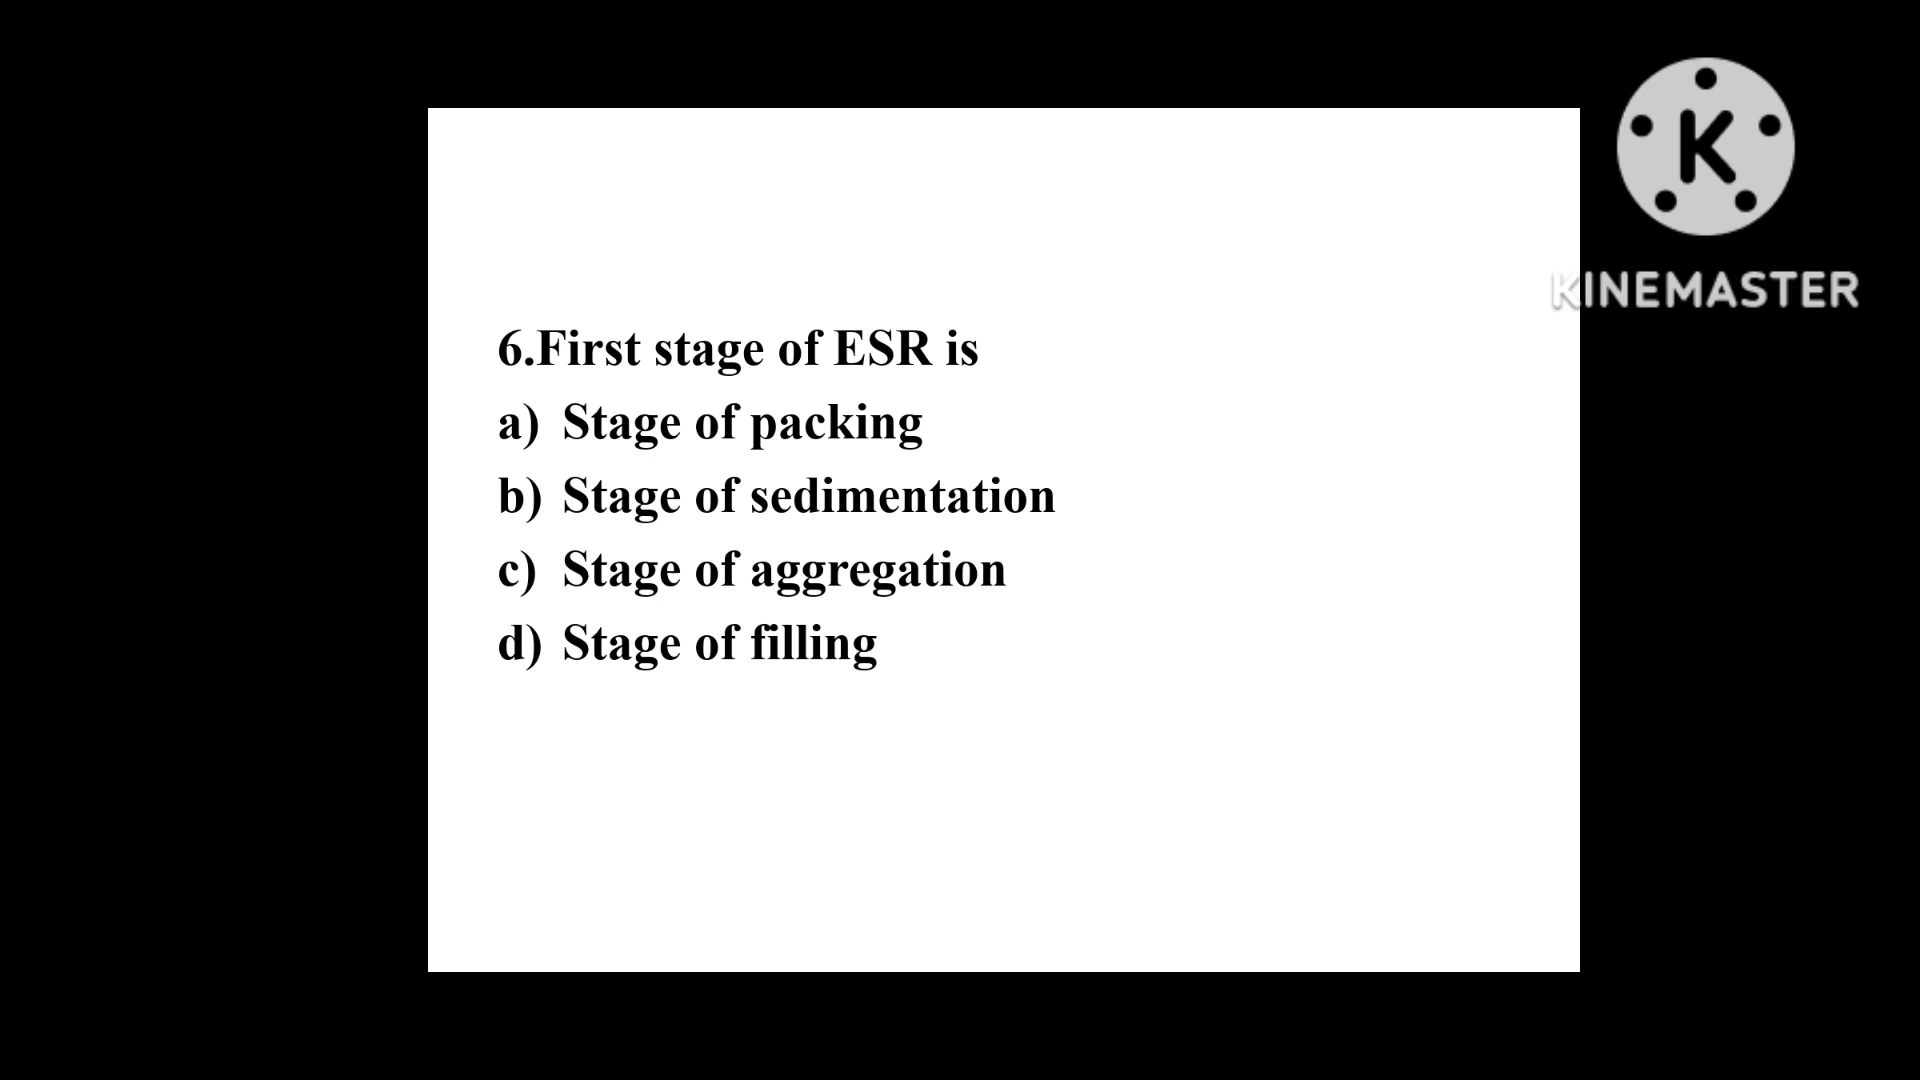 K
KINEMASTER
6.First stage of ESR is
a) Stage of packing
b) Stage of sedimentation
c) Stage of aggregation
d) Stage of filling